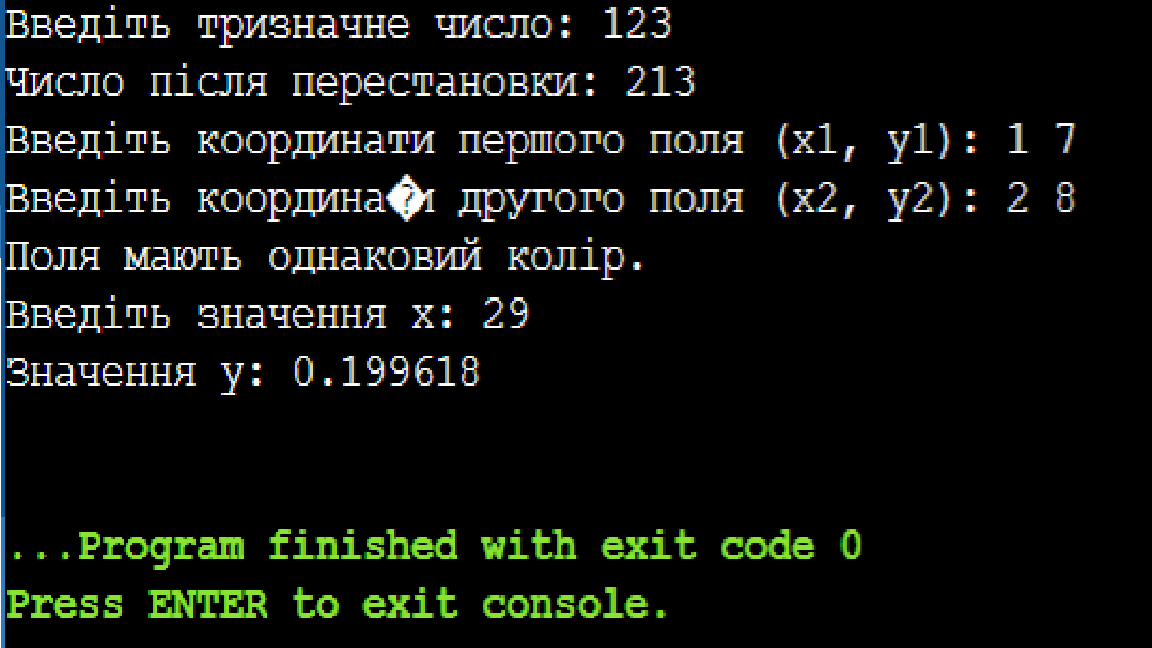 Введіть тризначне число: 123
Число після перестановки: 213
Введіть координати першого поля (x1, y1): 1 7
Введіть координа�и другого поля (x2, y2): 2 8
Поля мають однаковий колір.
Введіть значення x: 29
Значення y: 0.199618
...Program finished with exit code 0
Press ENTER to exit console.